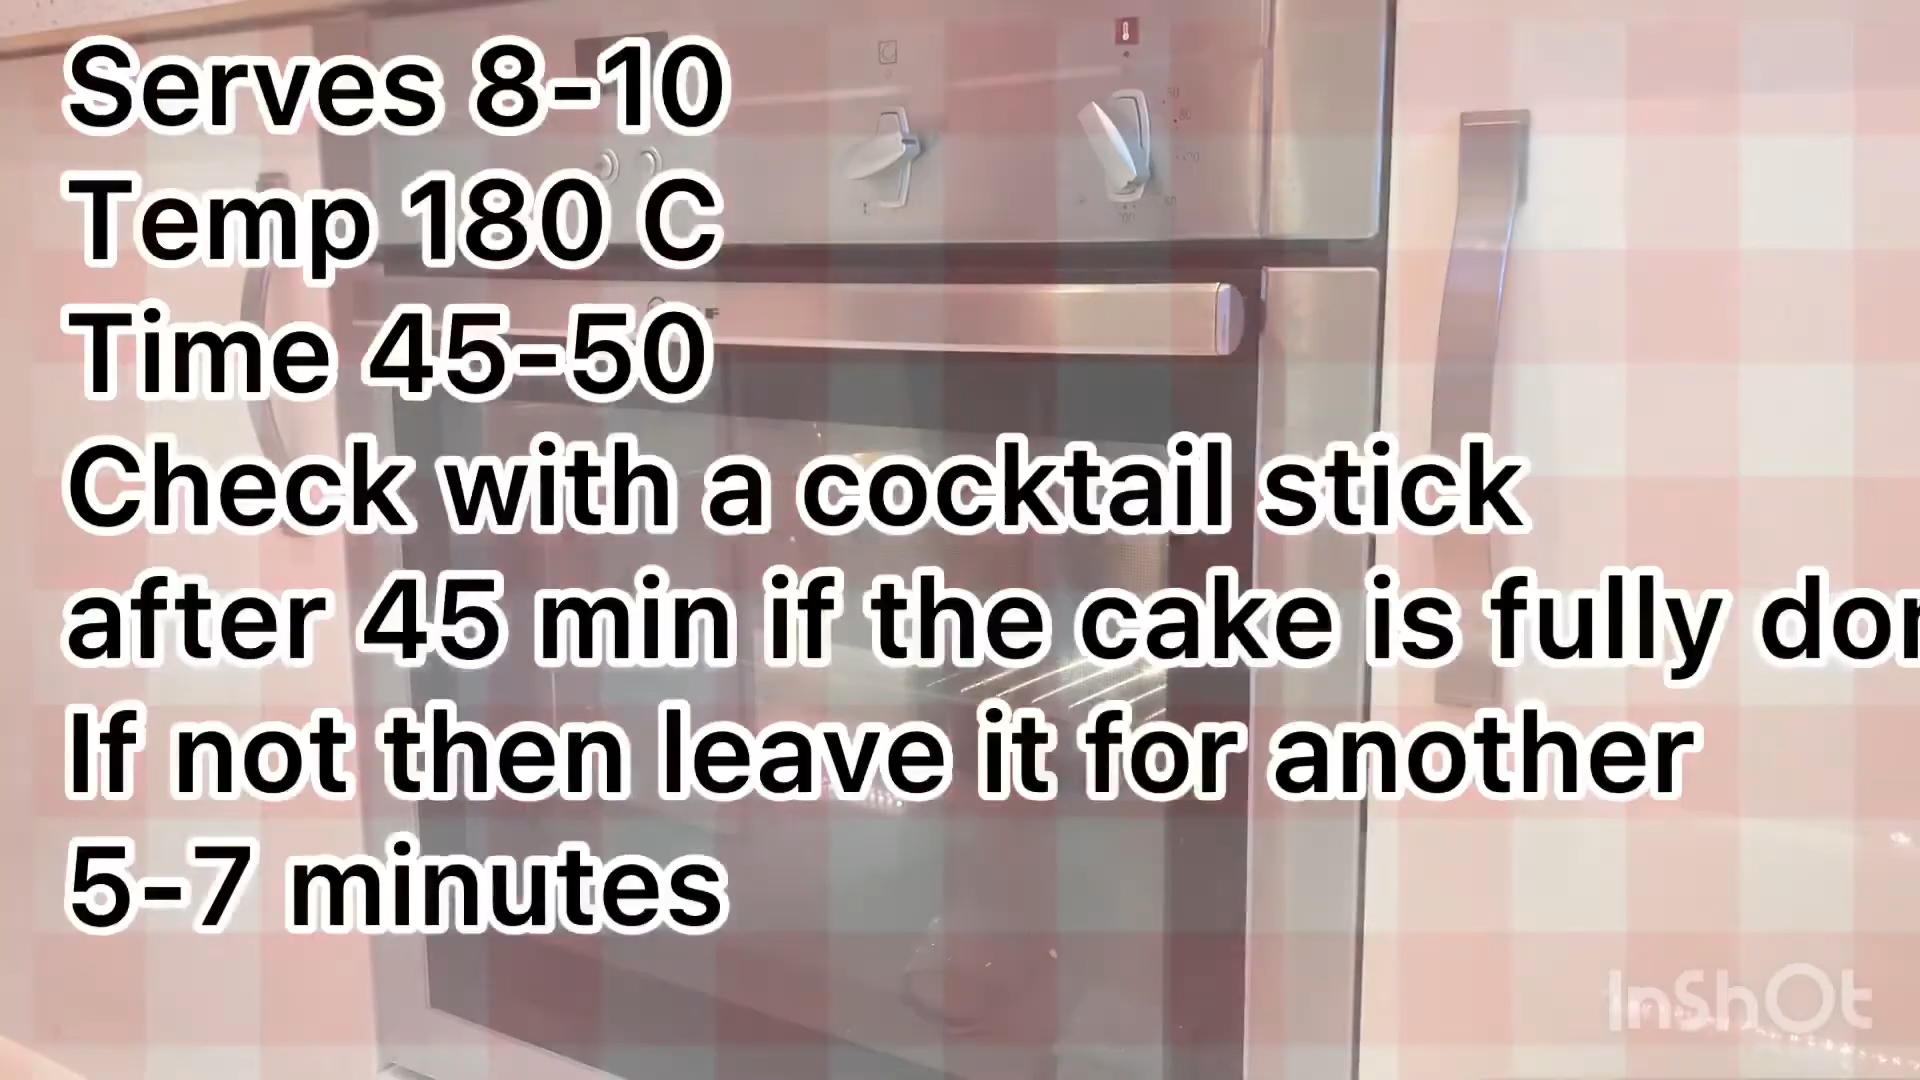 Serves 8-10
Temp 180 C
Time 45-50
Check with a cocktail stick
after 45 min if the cake is fully
If not then leave it for another
5-7 minutes
InShOt